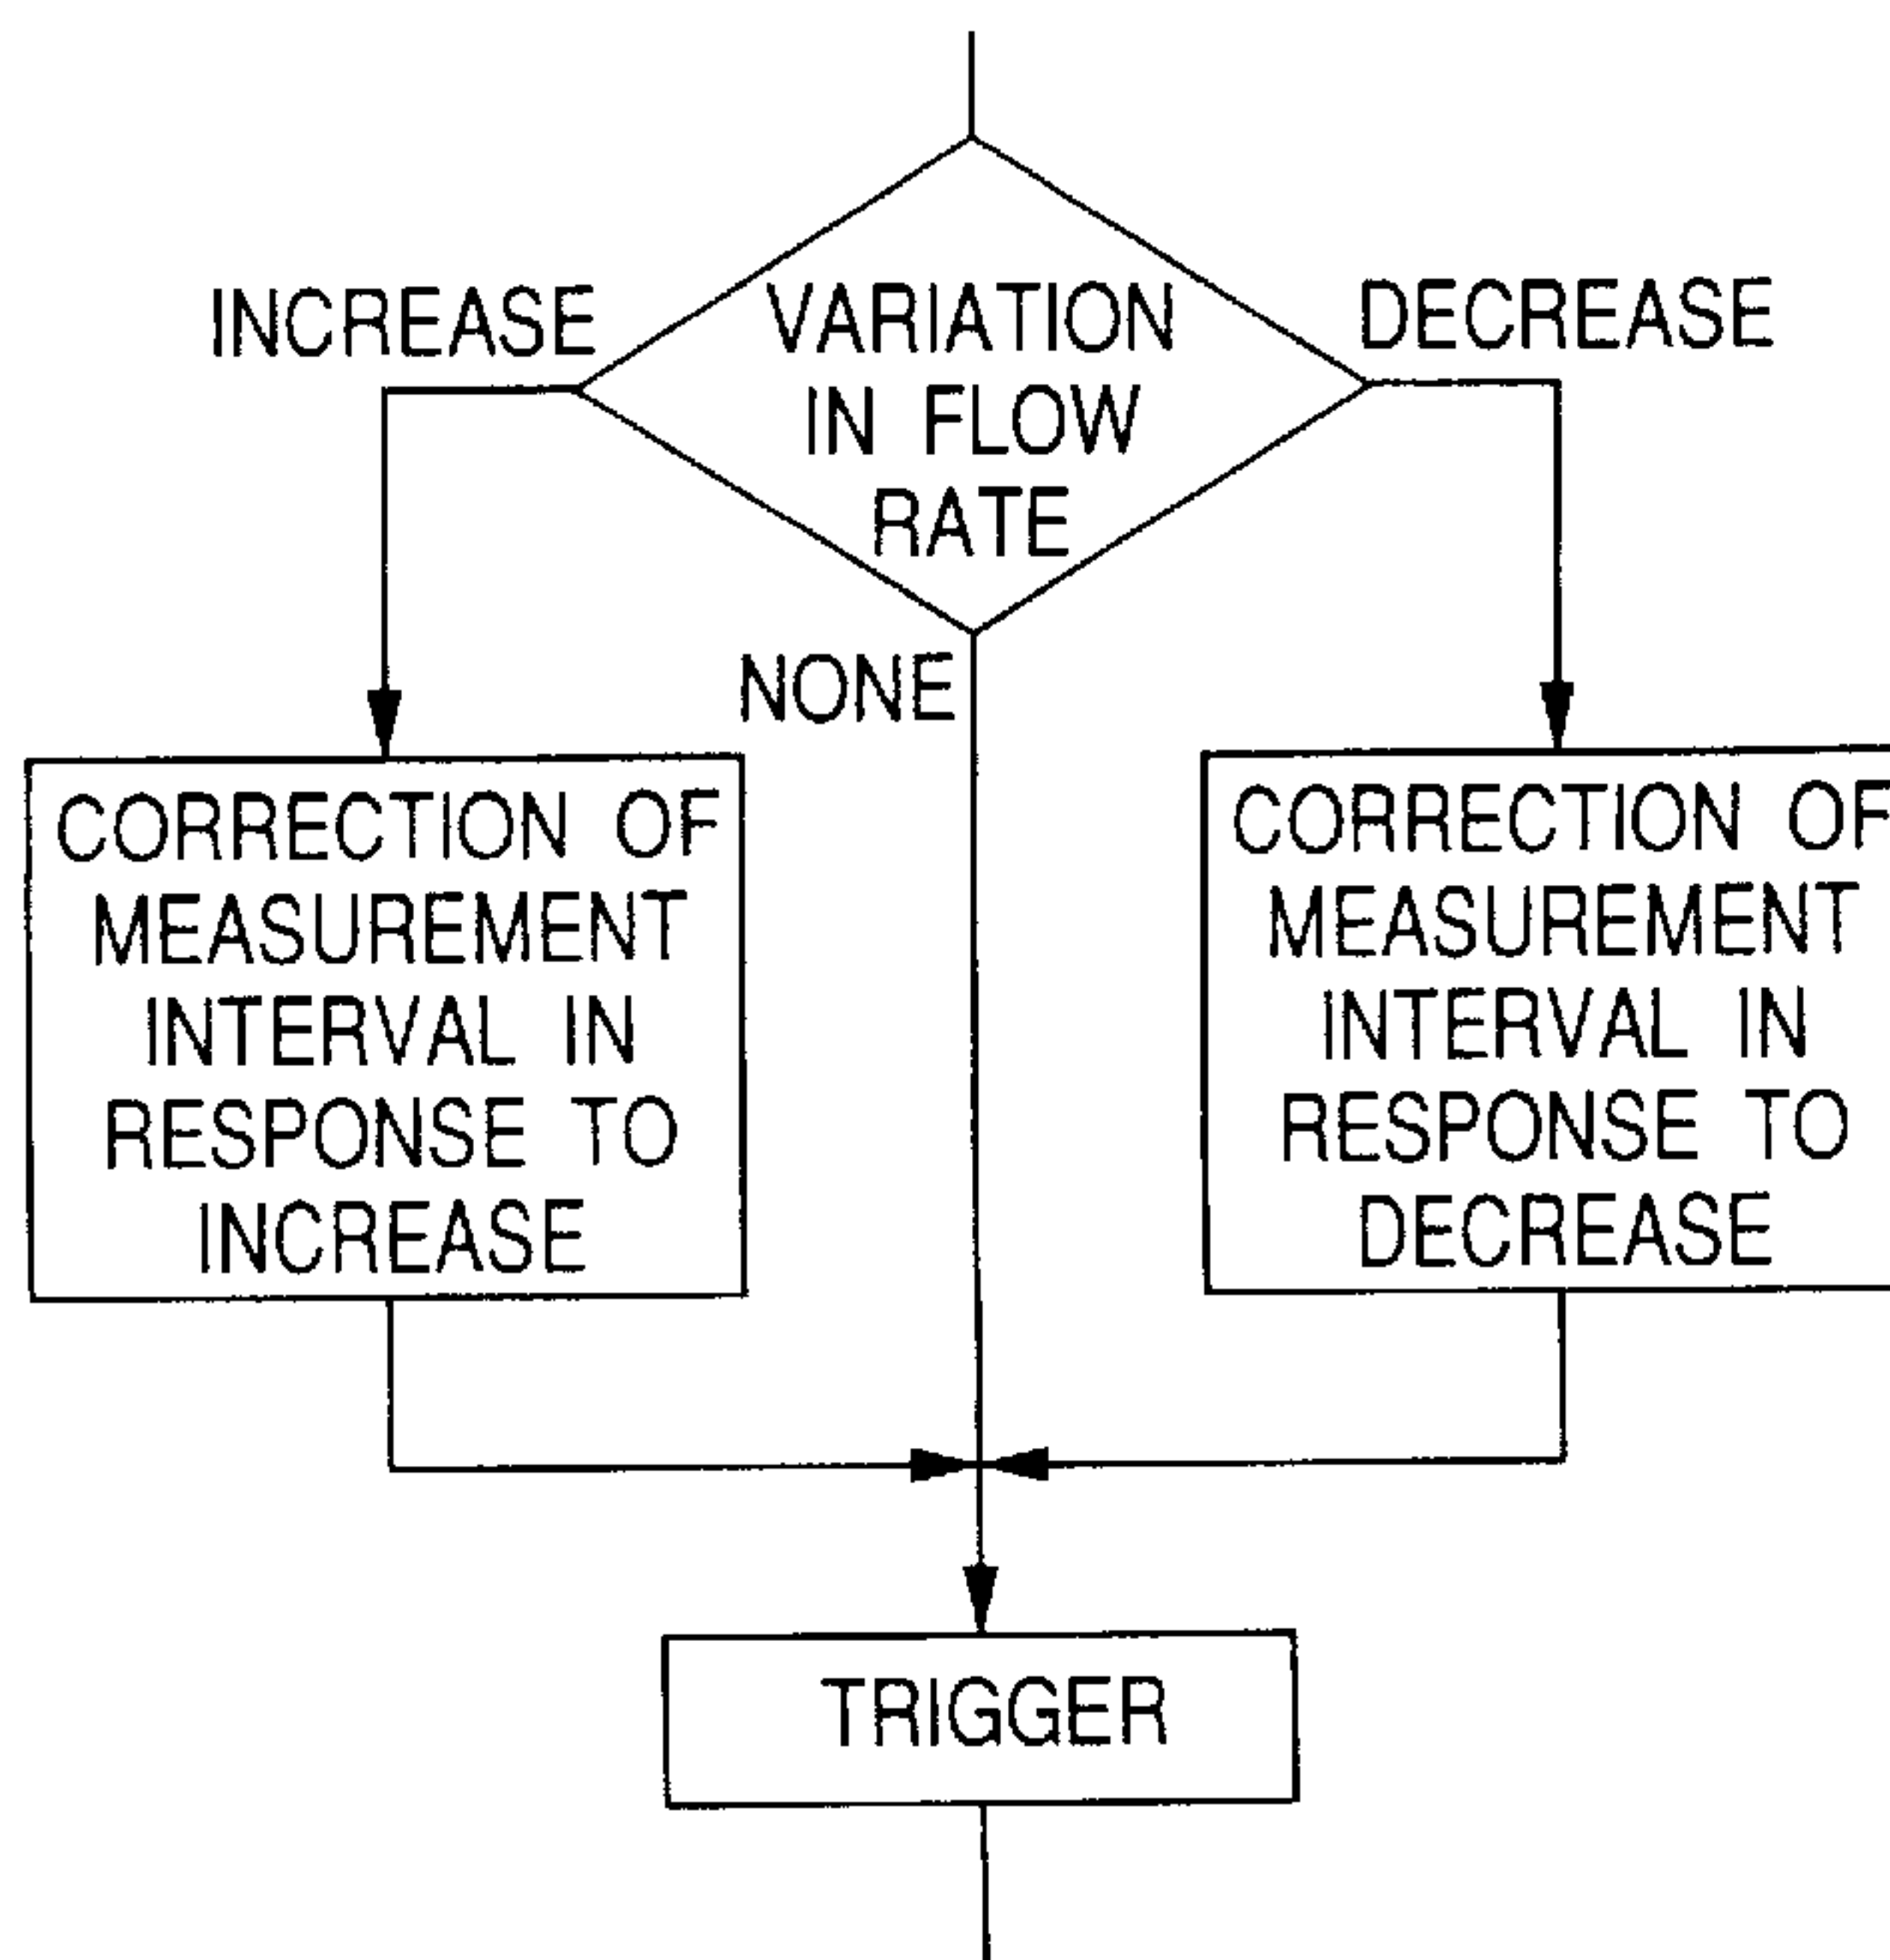 INCREASE
VARIATION
IN FLOW
RATE
DECREASE
NONE
CORRECTION OF
MEASUREMENT
INTERVAL IN
RESPONSE TO
INCREASE
CORRECTION OF
MEASUREMENT
INTERVAL IN
RESPONSE TO
DECREASE
TRIGGER